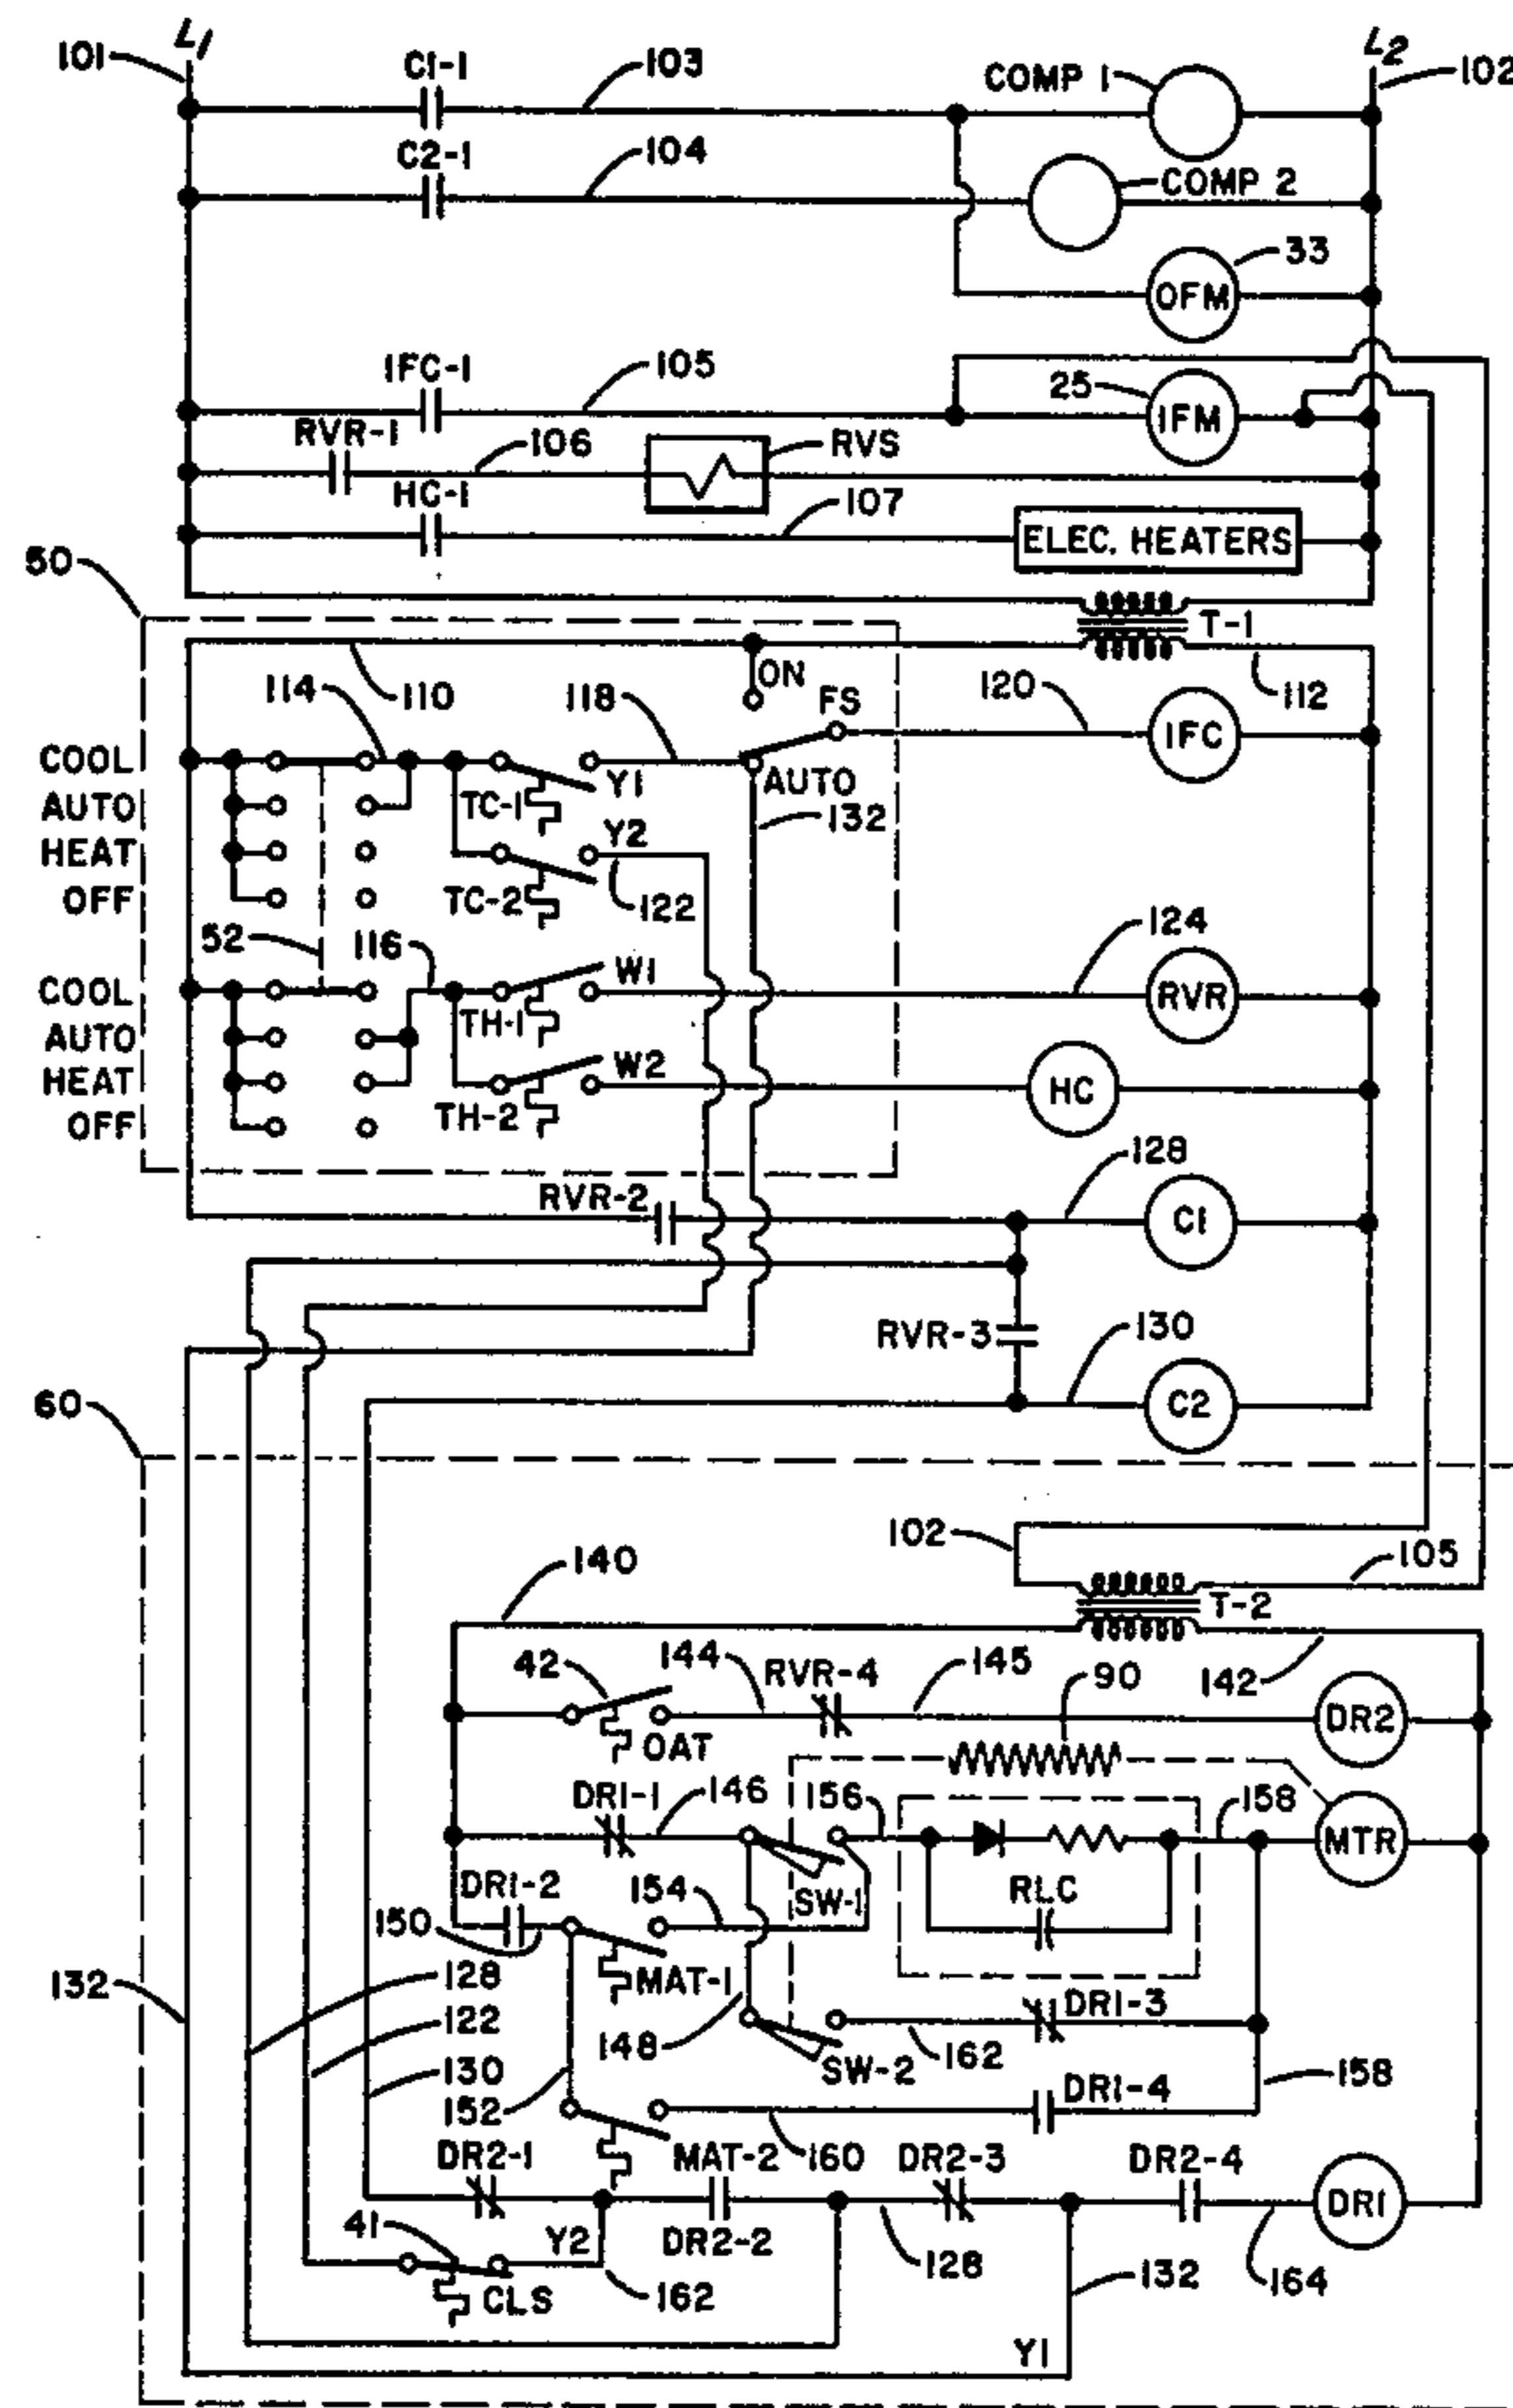 L1
L2
101
C1-1
103
COMP 1
102
C2-1
104
COMP 2
33
OFM
IFC-1
105
25
IFM
RVR-1
106
RVS
HC-1
107
ELEC. HEATERS
50
T-1
ON
114
110
118
FS
120
112
COOL
IFC
AUTO
TC-1
Y1
AUTO
HEAT
Y2
132
OFF
TC-2
122
52
116
124
COOL
W1
RVR
AUTO
TH-1
HEAT
W2
HC
OFF
TH-2
128
RVR-2
C1
RVR-3
130
60
C2
102
140
105
T-2
42
144
RVR-4
145
90
142
OAT
DR2
DR1-1
146
156
158
MTR
DR1-2
154
SW-1
RLC
150
128
MAT-1
132
DR1-3
122
148
SW-2
162
130
DR1-4
158
152
DR2-1
MAT-2
160
DR2-3
DR2-4
DR1
41
Y2
DR2-2
128
132
164
CLS
162
Y1